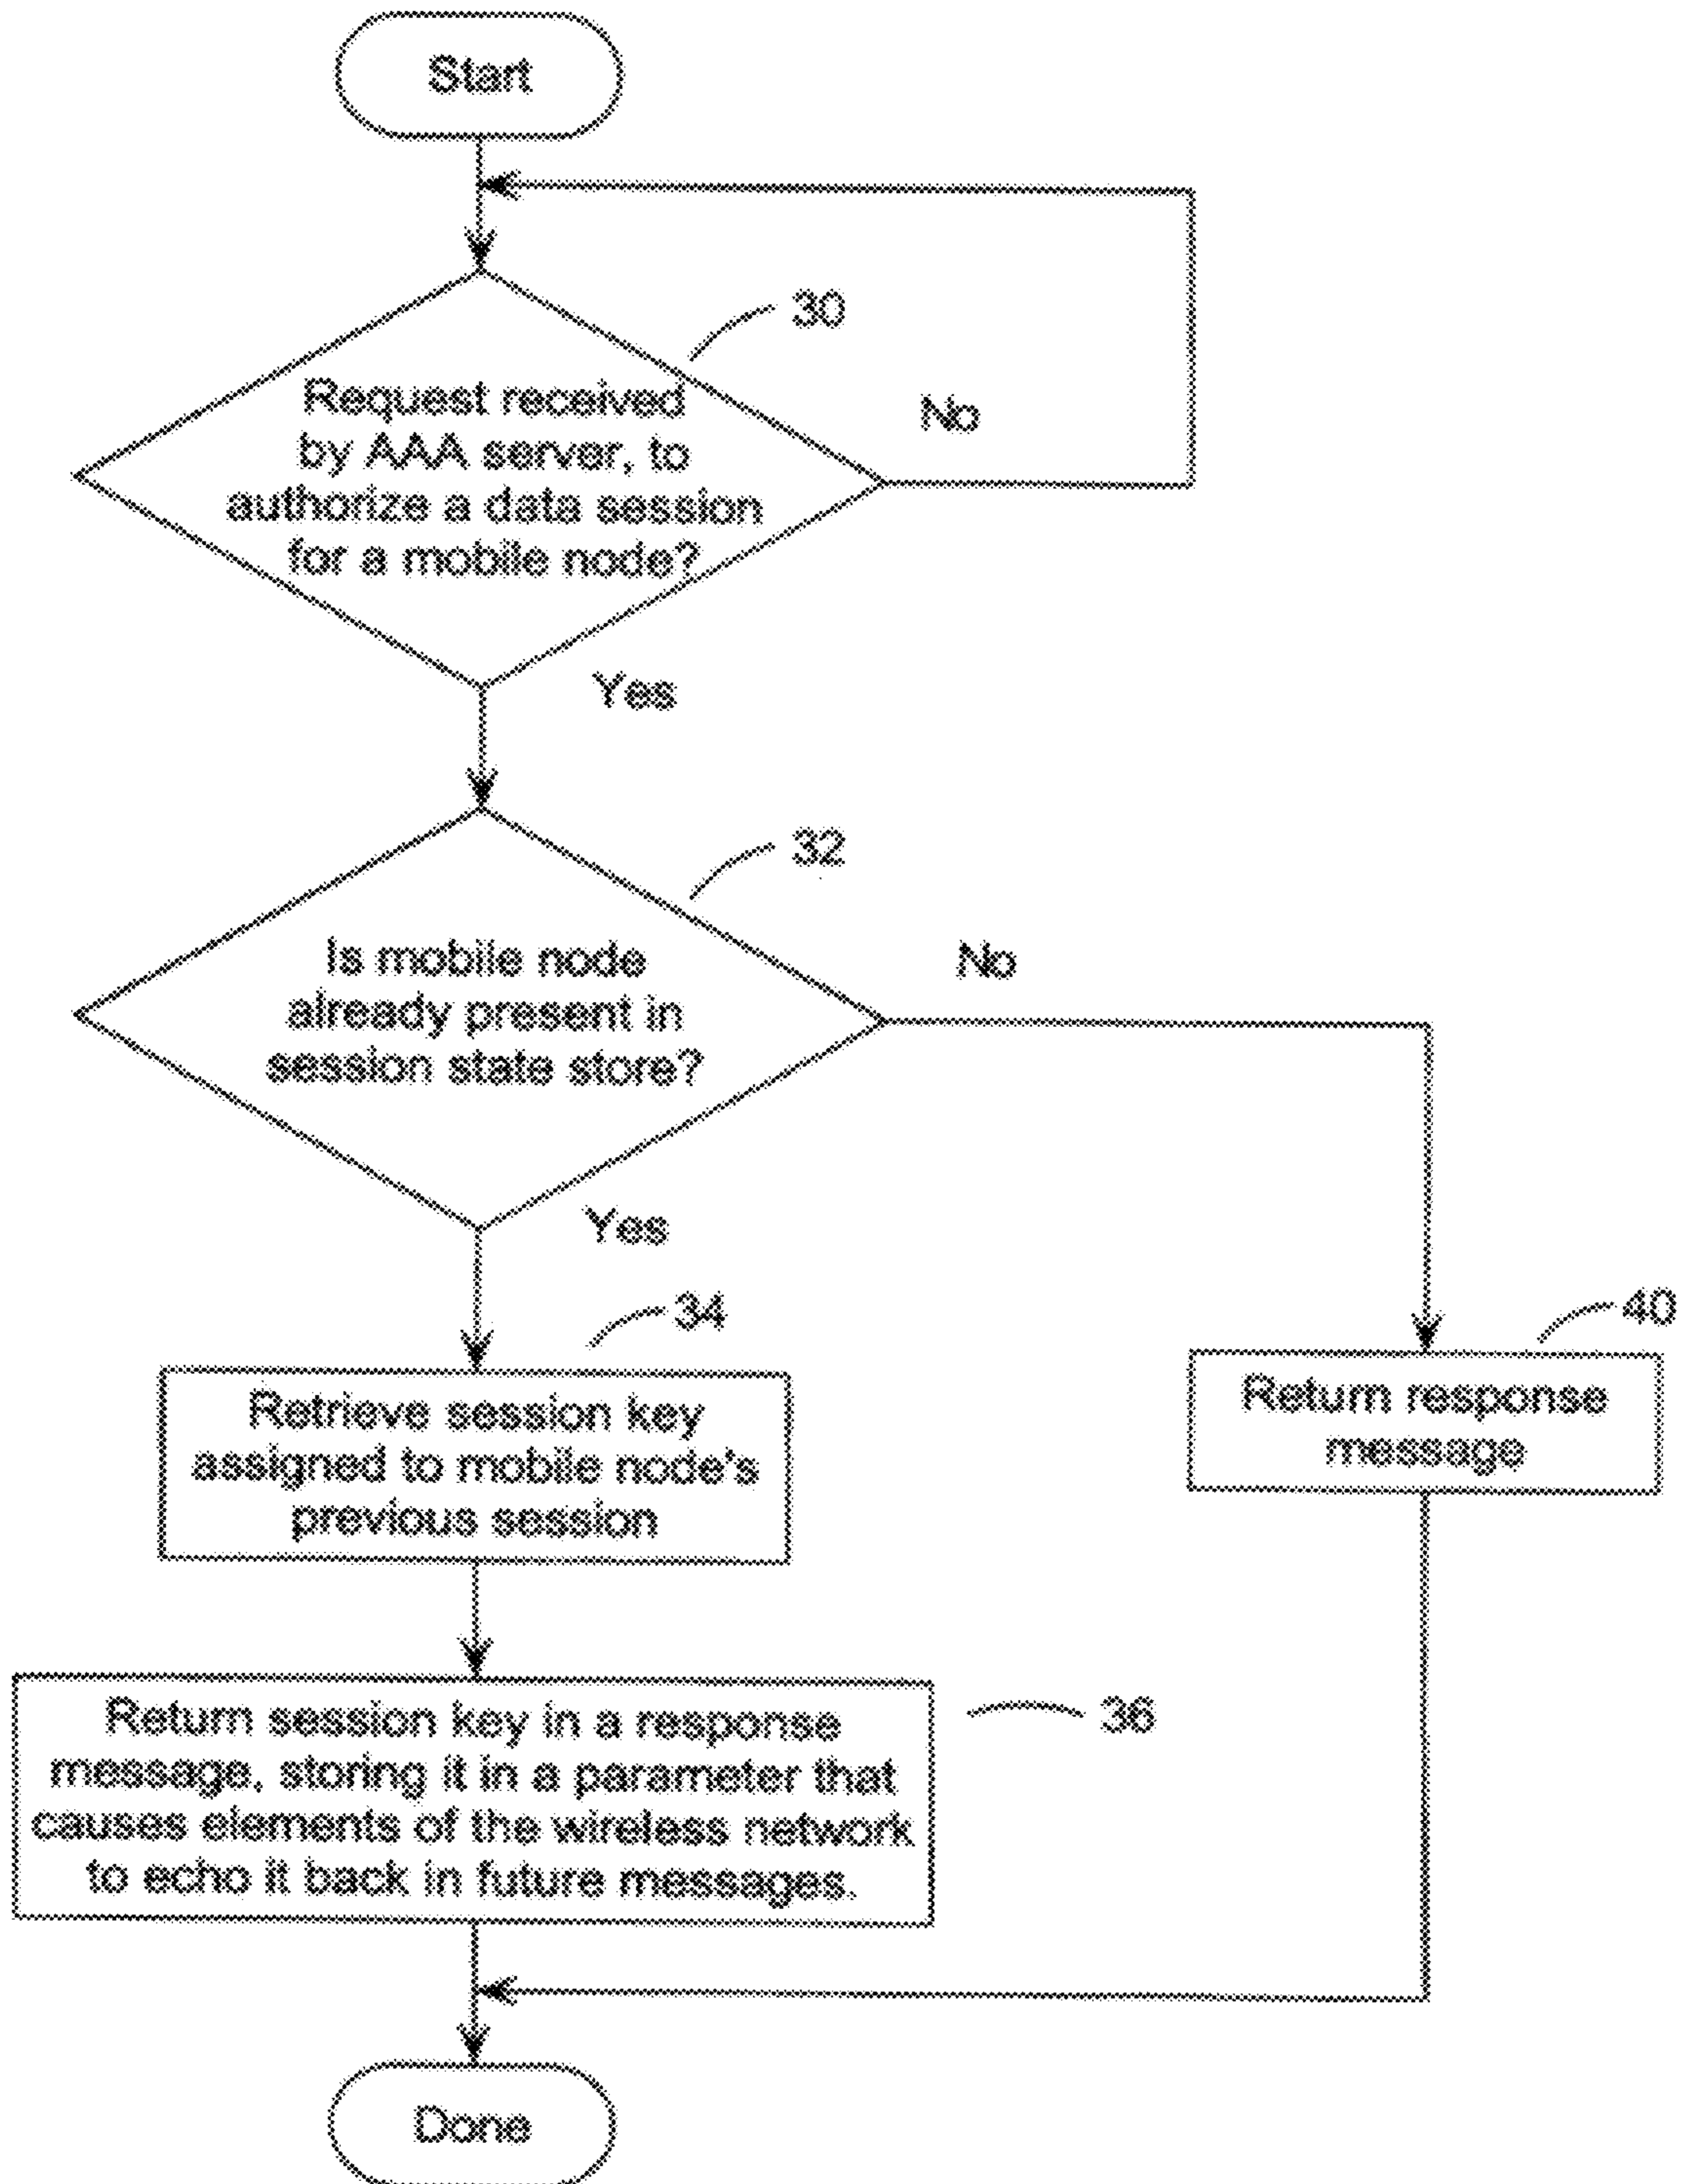 Start
30
Request received
by AAA server, to
authorize a data session
for a mobile node?
No
Yes
32
Is mobile node
already present in
session state store?
No
Yes
34
Retrieve session key
assigned to mobile node's
previous session
40
Return response
message
36
Return session key in a response
message, storing it in a parameter that
causes elements of the wireless network
to echo it back in future messages.
Done